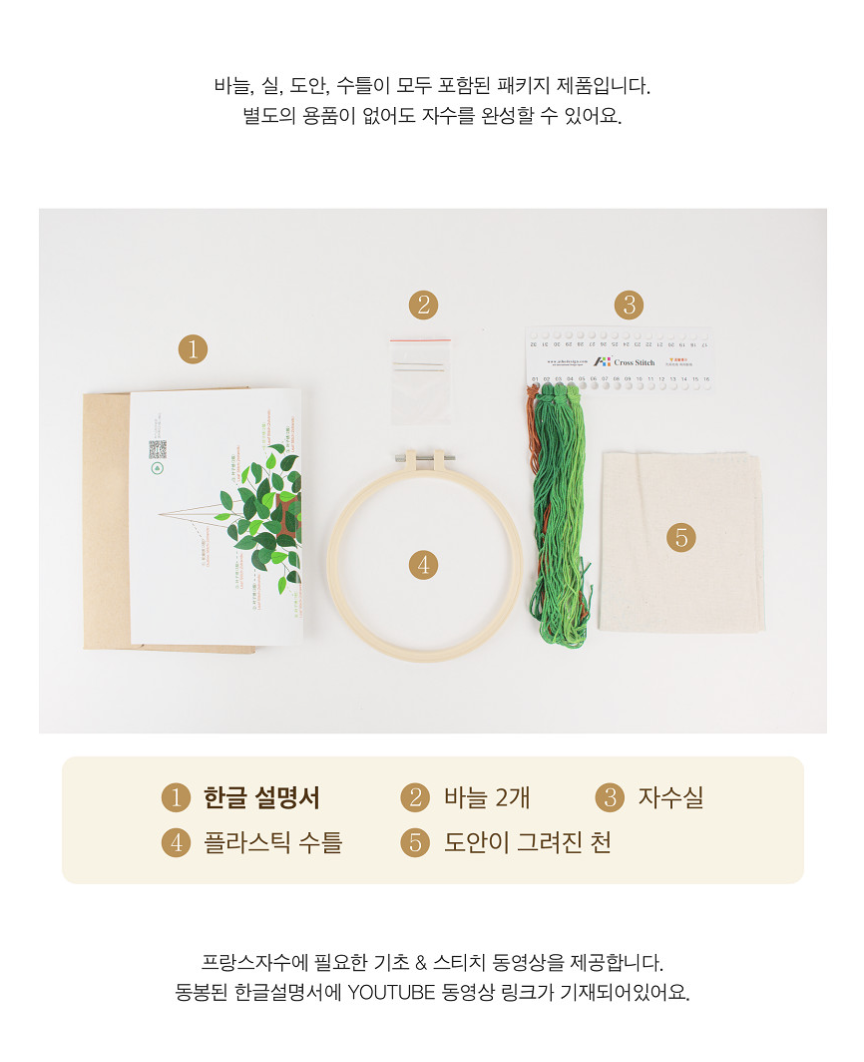 바늘, 실, 도안, 수틀이 모두 포함된 패키지 제품입니다.
별도의 용품이 없어도 자수를 완성할 수 있어요.
1
2
3
Cross Stitch
4
5
1 한글 설명서 2 바늘 2개 3 자수실
4 플라스틱 수틀 5 도안이 그려진 천
프랑스자수에 필요한 기초 & 스티치 동영상을 제공합니다.
동봉된 한글설명서에 YOUTUBE 동영상 링크가 기재되어있어요.